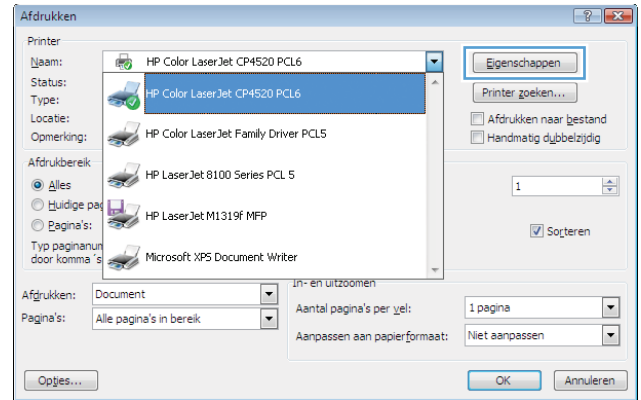 Afdrukken
Printer
Naam: HP Color LaserJet CP4520 PCL6 Eigenschappen
Status: HP Color LaserJet CP4520 PCL6 Printer zoeken...
Type:
Locatie: Afdrukken naar bestand
Opmerking: HP Color LaserJet Family Driver PCL5 Handmatig dubbelzijdig
Afdrukbereik
Alles HP LaserJet 8100 Series PCL 5 1
Huidige pag
Pagina's: HP LaserJet M1319f MFP Sorteren
Typ paginanum
door komma 's Microsoft XPS Document Writer
In- en uitzoomen
Afdrukken: Document
Aantal pagina's per vel: 1 pagina
Pagina's: Alle pagina's in bereik
Aanpassen aan papierformaat: Niet aanpassen
Opties... OK Annuleren